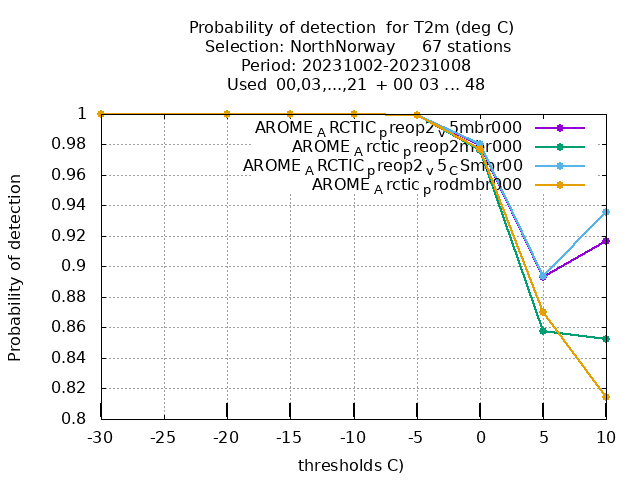 Probability of detection  for T2m (deg C)
Selection: NorthNorway     67 stations
Period: 20231002-20231008
Used  00,03,...,21  + 00 03 ... 48
AROME_ARCTIC_preop2_v5mbr000
AROME_Arctic_preop2mbr000
AROME_ARCTIC_preop2_v5_CSmbr00
AROME_Arctic_prodmbr000
1
0.98
0.96
0.94
0.92
0.9
0.88
0.86
0.84
0.82
0.8
Probability of detection
-30 -25 -20 -15 -10 -5 0 5 10
thresholds C)